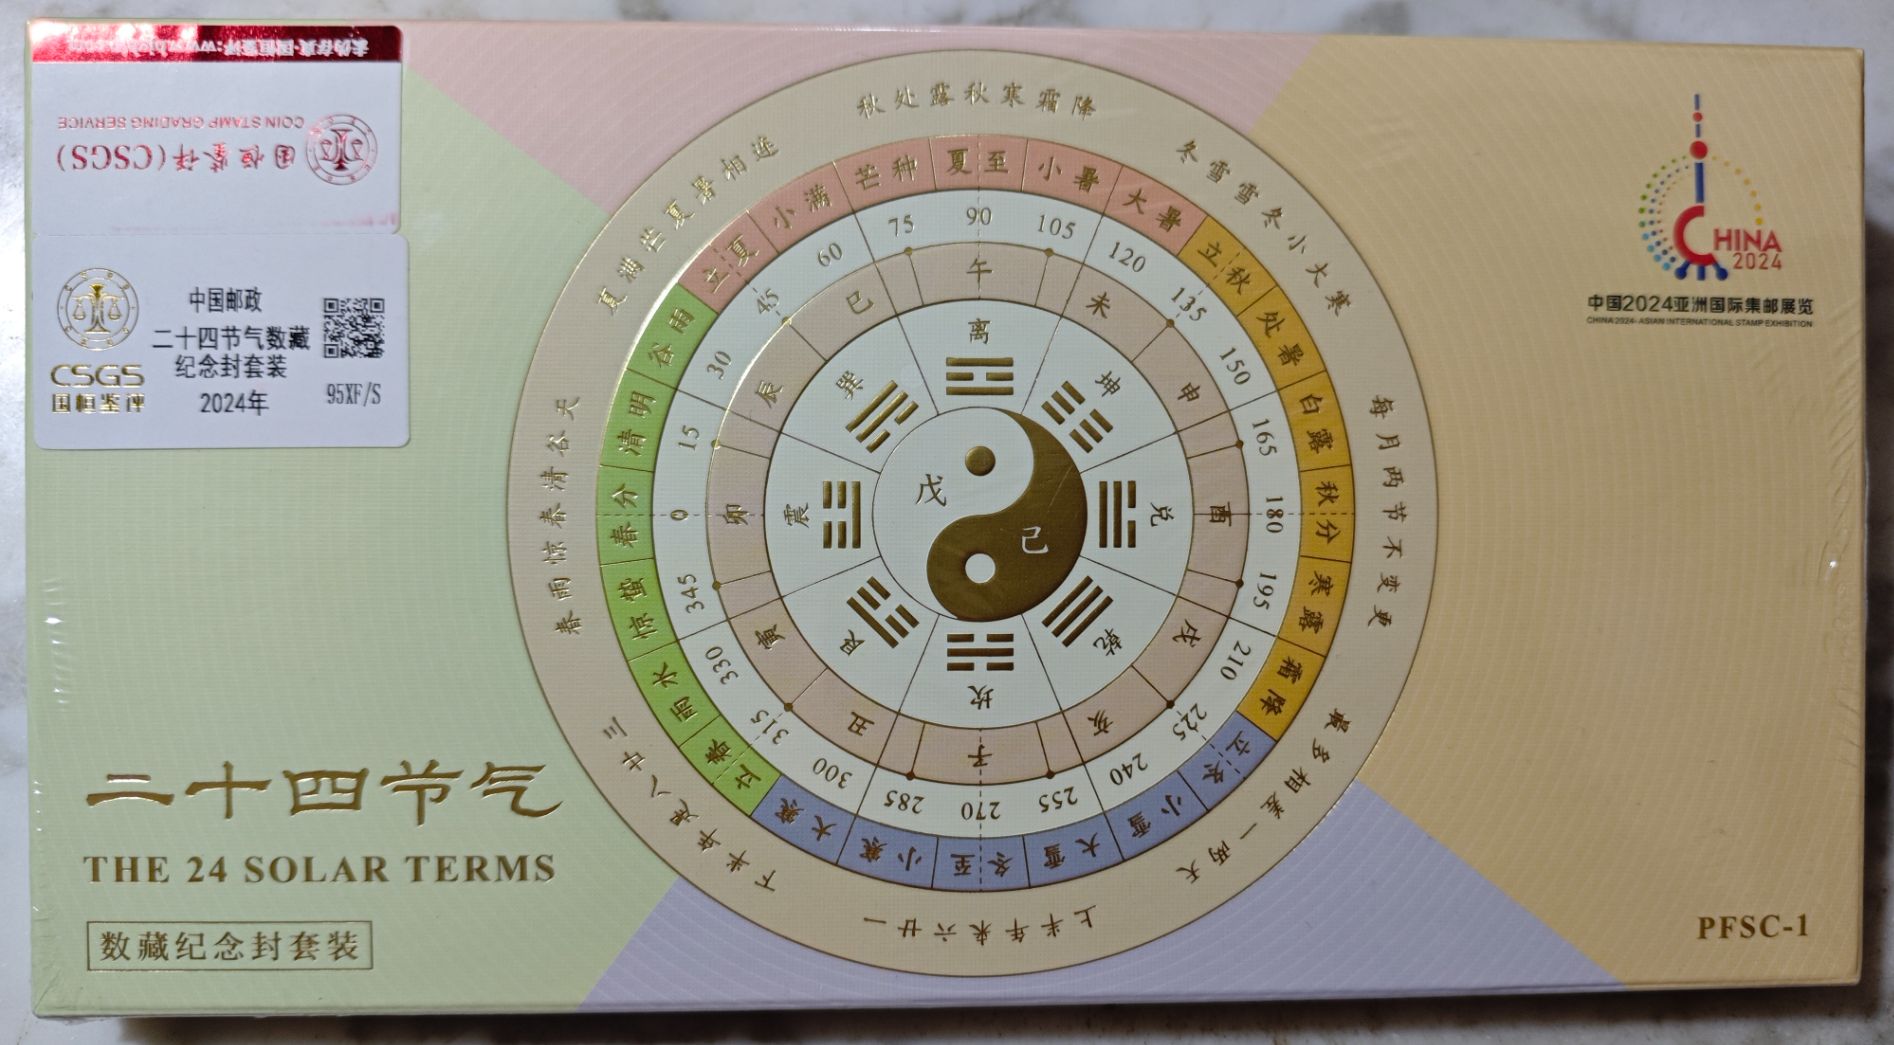 去伪存真·国恒鉴评
国恒鉴评(CSGS)
COIN STAMP GRADING SERVICE
CSGS
国恒鉴评
中国邮政
二十四节气数藏
纪念封套装
2024年
95XF/S
CHINA
2024
中国2024亚洲国际集邮展览
CHINA 2024- ASIAN INTERNATIONAL STAMP EXHIBITION
春雨惊春清谷天
夏满芒夏暑相连
秋处露秋寒霜降
冬雪雪冬小大寒
每月两节不变更
最多相差一两天
上半年来六廿一
下半年是八廿三
立春 雨水 惊蛰 春分 清明 谷雨
立夏 小满 芒种 夏至 小暑 大暑
立秋 处暑 白露 秋分 寒露 霜降
立冬 小雪 大雪 冬至 小寒 大寒
0 15 30 45 60 75 90 105 120 135 150 165 180 195 210 225 240 255 270 285 300 315 330 345
子 丑 寅 卯 辰 巳 午 未 申 酉 戌 亥
离 坤 兑 乾 坎 艮 震 巽
戊 己
二十四节气
THE 24 SOLAR TERMS
数藏纪念封套装
PFSC-1